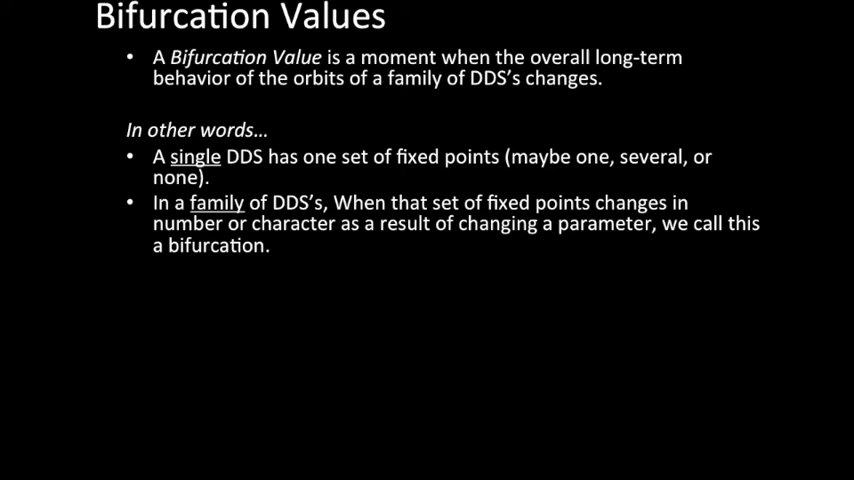 Bifurcation Values
• A Bifurcation Value is a moment when the overall long-term
behavior of the orbits of a family of DDS's changes.
In other words…
• A single DDS has one set of fixed points (maybe one, several, or
none).
• In a family of DDS's, When that set of fixed points changes in
number or character as a result of changing a parameter, we call this
a bifurcation.